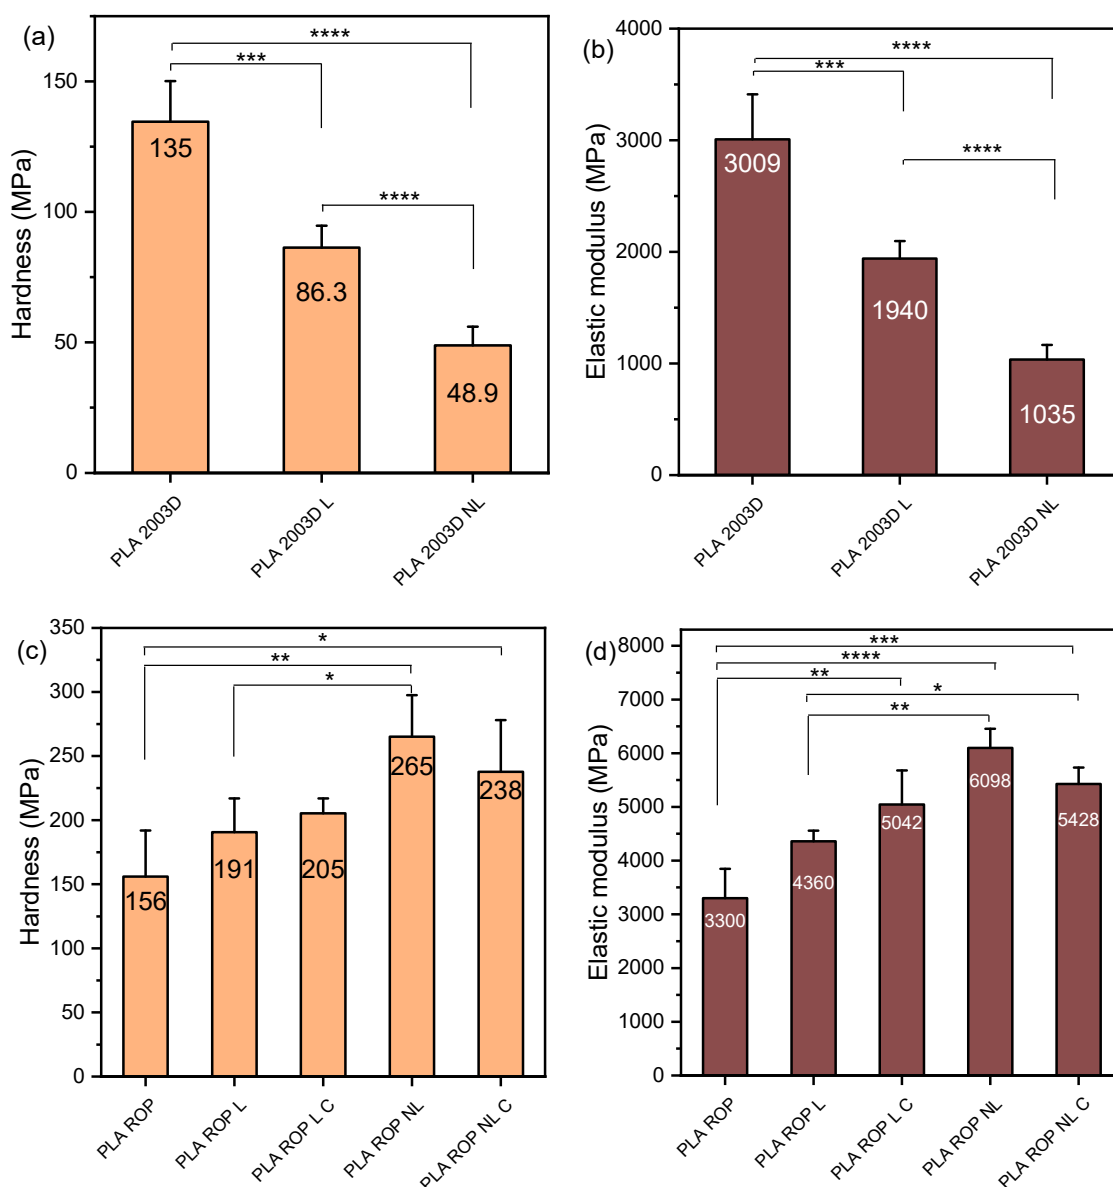 (a)
Hardness (MPa)
150
100
50
0
****
***
****
135
86.3
48.9
PLA 2003D
PLA 2003D L
PLA 2003D NL
(b)
Elastic modulus (MPa)
4000
3000
2000
1000
0
****
***
****
3009
1940
1035
PLA 2003D
PLA 2003D L
PLA 2003D NL
(c)
Hardness (MPa)
350
300
250
200
150
100
50
0
*
**
*
156
191
205
265
238
PLA ROP
PLA ROP L
PLA ROP L C
PLA ROP NL
PLA ROP NL C
(d)
Elastic modulus (MPa)
8000
7000
6000
5000
4000
3000
2000
1000
0
***
****
**
*
**
3300
4360
5042
6098
5428
PLA ROP
PLA ROP L
PLA ROP L C
PLA ROP NL
PLA ROP NL C